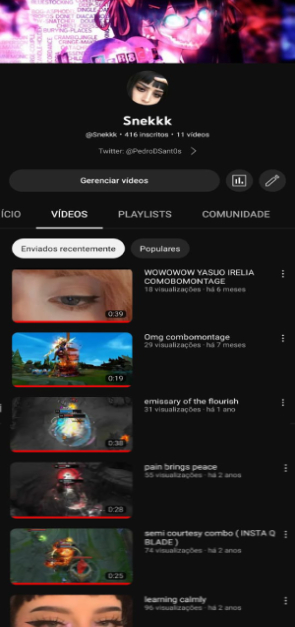 Snekkk
@Snekkk • 416 inscritos • 11 vídeos
Twitter: @PedroDSant0s
Gerenciar vídeos
ÍCIO VÍDEOS PLAYLISTS COMUNIDADE
Enviados recentemente Populares
WOWOWOW YASUO IRELIA
COMOBOMONTAGE
18 visualizações · há 6 meses
0:39
Omg combomontage
29 visualizações · há 7 meses
0:19
emissary of the flourish
31 visualizações · há 1 ano
0:38
pain brings peace
55 visualizações · há 2 anos
0:28
semi courtesy combo ( INSTA Q
BLADE )
74 visualizações · há 2 anos
0:25
learning calmly
96 visualizações · há 2 anos